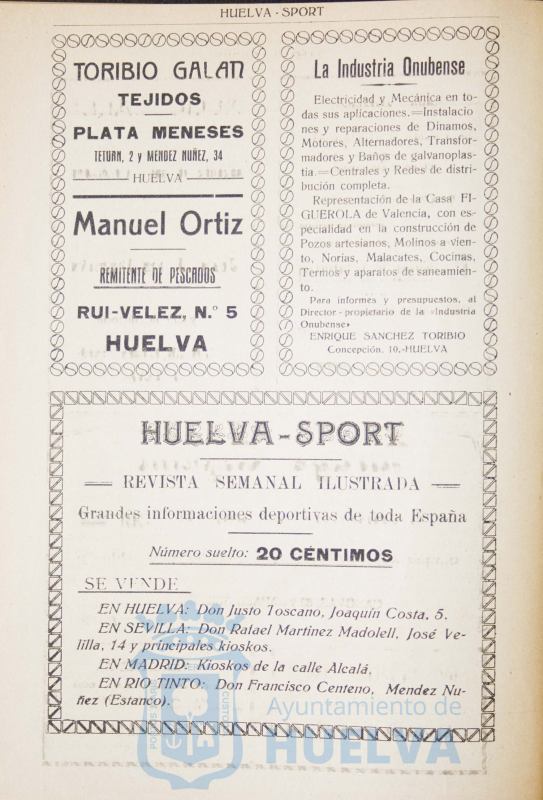 HUELVA - SPORT
TORIBIO GALAN
TEJIDOS
PLATA MENESES
TETURN, 2 y MENDEZ NUÑEZ, 34
HUELVA
Manuel Ortiz
REMITENTE DE PESCADOS
RUI-VELEZ, N.º 5
HUELVA
La Industria Onubense
Electricidad y Mecánica en to-
das sus aplicaciones.=Instalacio
nes y reparaciones de Dinamos,
Motores, Alternadores, Transfor-
madores y Baños de galvanoplas-
tia.=Centrales y Redes de distri-
bución completa.
Representación de la Casa FI-
GUEROLA de Valencia, con es-
pecialidad en la construcción de
Pozos artesianos, Molinos a vien-
to, Norias, Malacates, Cocinas,
Termos y aparatos de saneamien-
to.
Para informes y presupuestos, al
Director-propietario de la «Industria
Onubense»
ENRIQUE SANCHEZ TORIBIO
Concepción, 10.-HUELVA
HUELVA - SPORT
REVISTA SEMANAL ILUSTRADA
Grandes informaciones deportivas de toda España
Número suelto: 20 CÉNTIMOS
SE VENDE
EN HUELVA: Don Justo Toscano, Joaquín Costa, 5.
EN SEVILLA: Don Rafael Martinez Madolell, José Ve-
lilla, 14 y principales kioskos.
EN MADRID: Kioskos de la calle Alcalá.
EN RIO TINTO: Don Francisco Centeno, Mendez Nu-
ñez (Estanco).
Ayuntamiento de
HUELVA